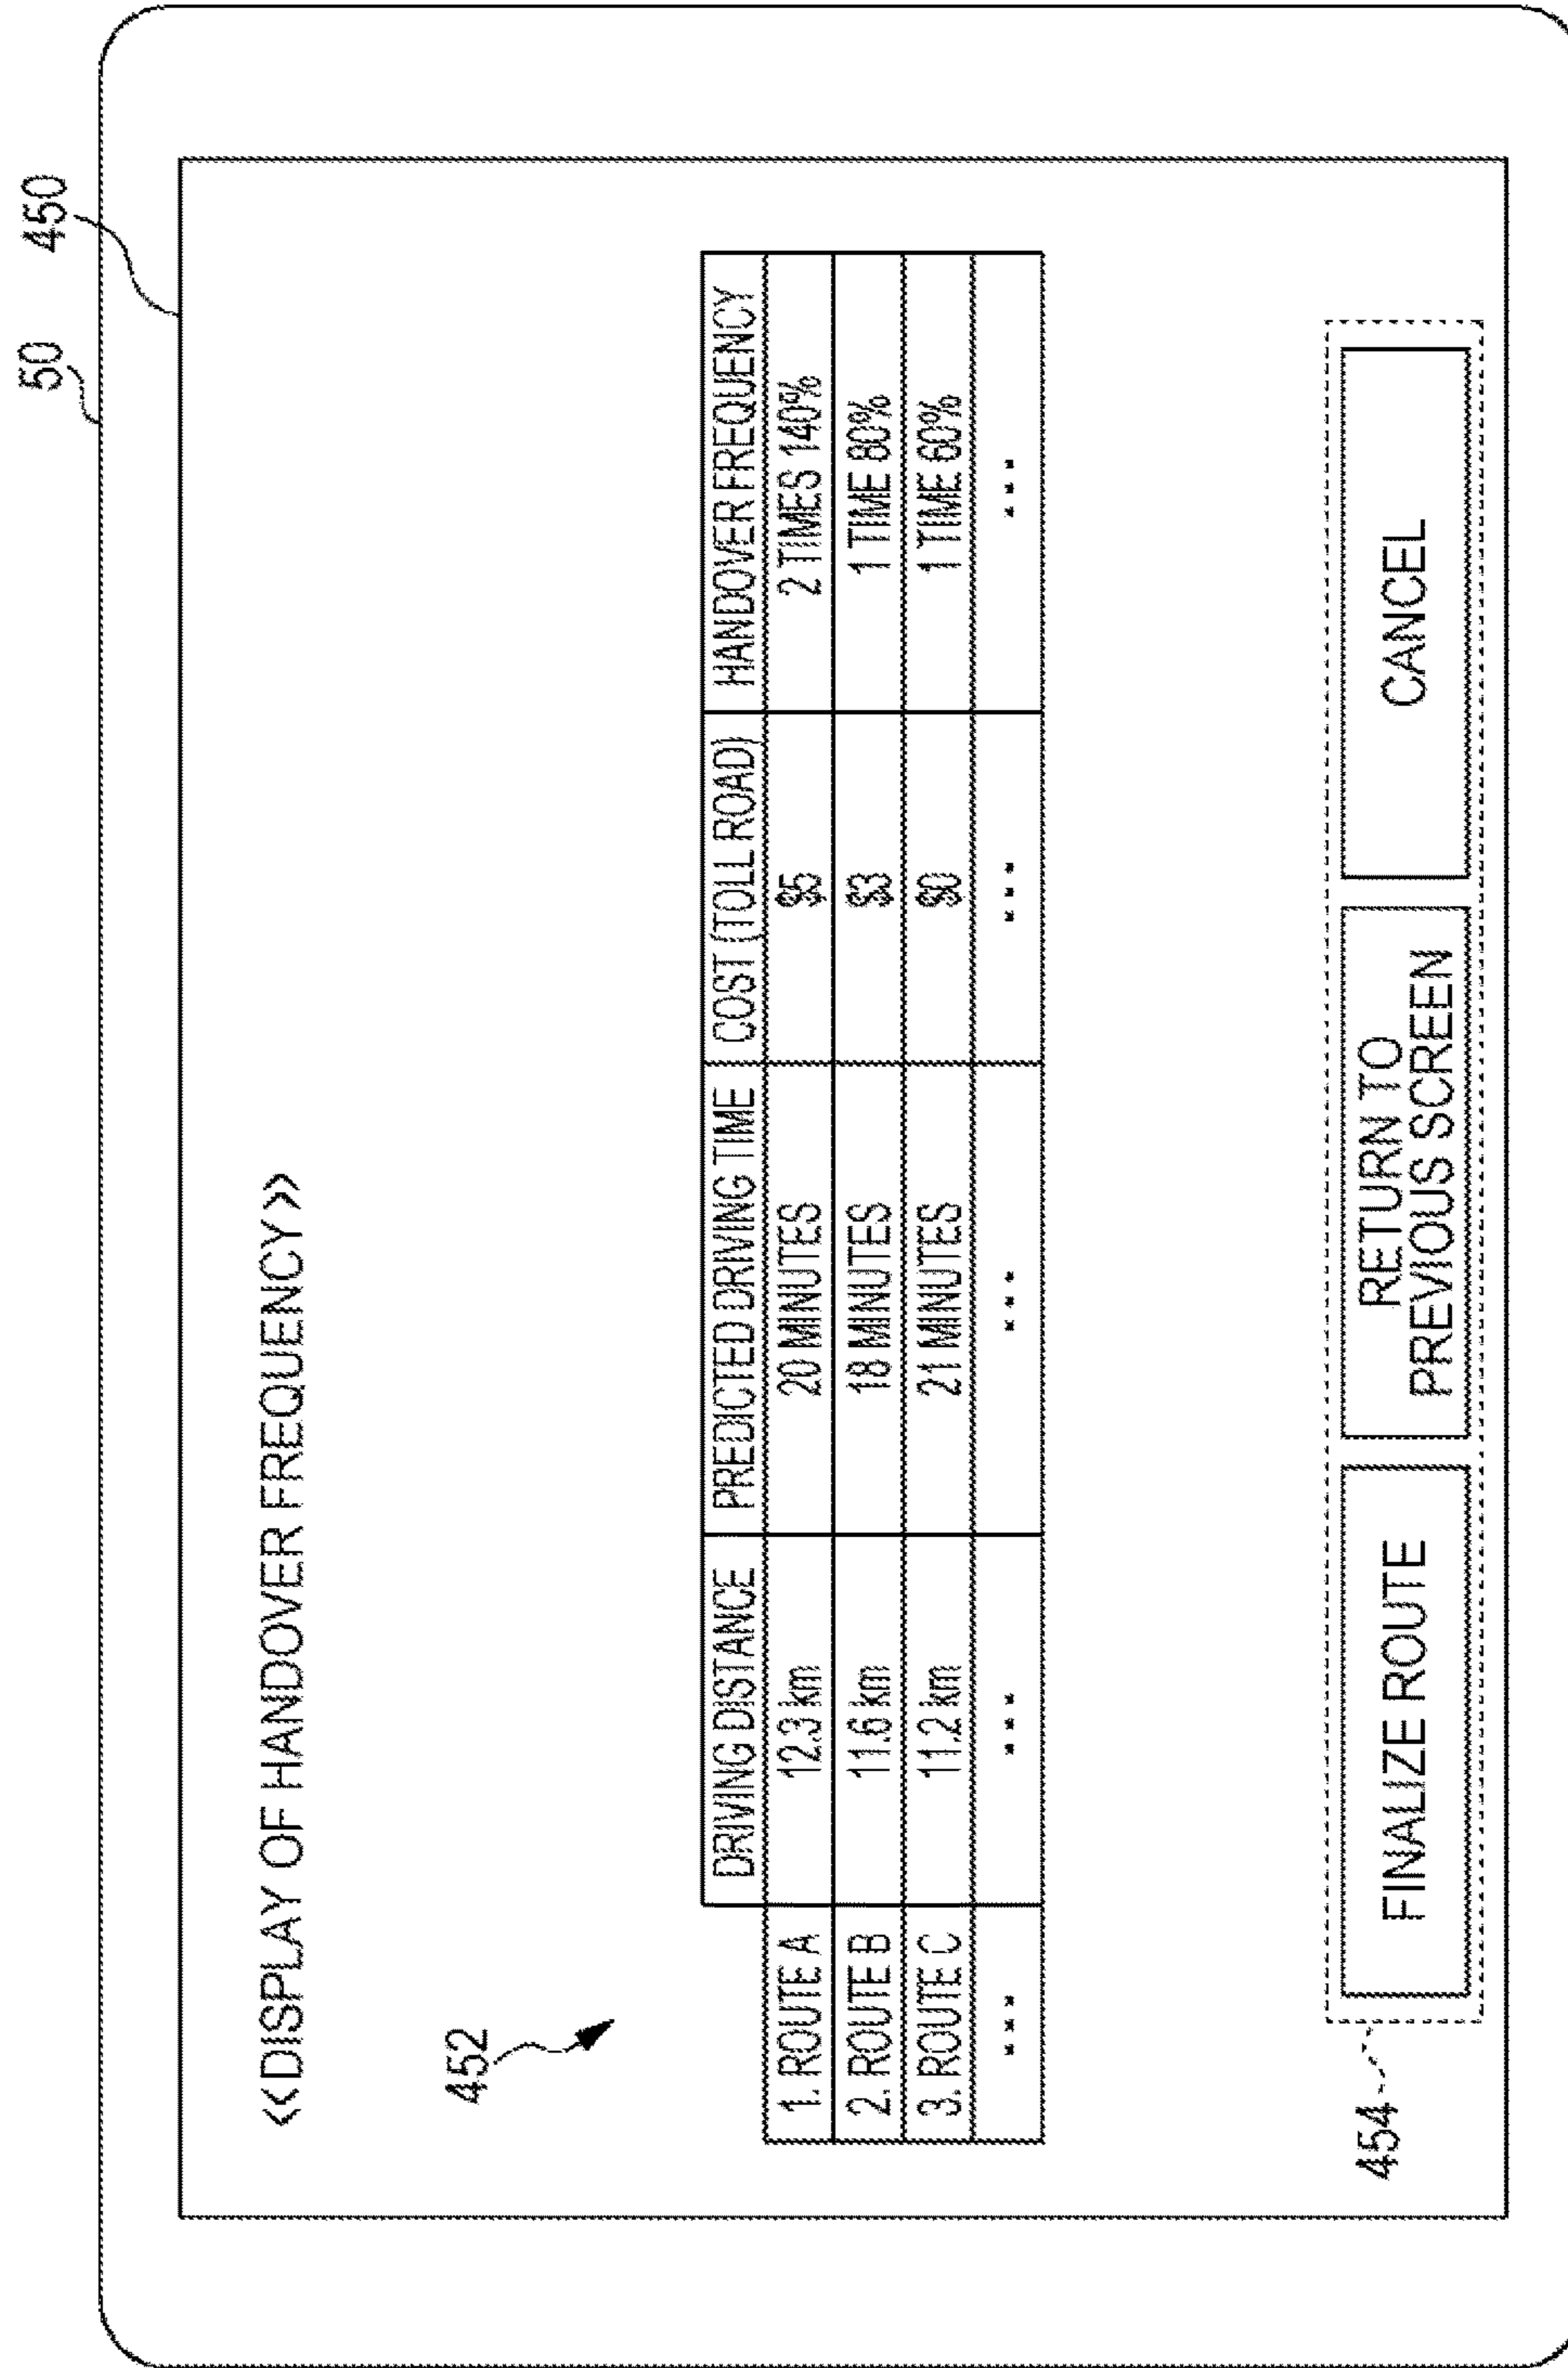 50
450
<<DISPLAY OF HANDOVER FREQUENCY>>
452
DRIVING DISTANCE PREDICTED DRIVING TIME COST (TOLL ROAD) HANDOVER FREQUENCY
1. ROUTE A 12.3 km 20 MINUTES $5 2 TIMES 140%
2. ROUTE B 11.6 km 18 MINUTES $3 1 TIME 80%
3. ROUTE C 11.2 km 21 MINUTES $0 1 TIME 60%
... ... ... ... ...
454
FINALIZE ROUTE
RETURN TO
PREVIOUS SCREEN
CANCEL